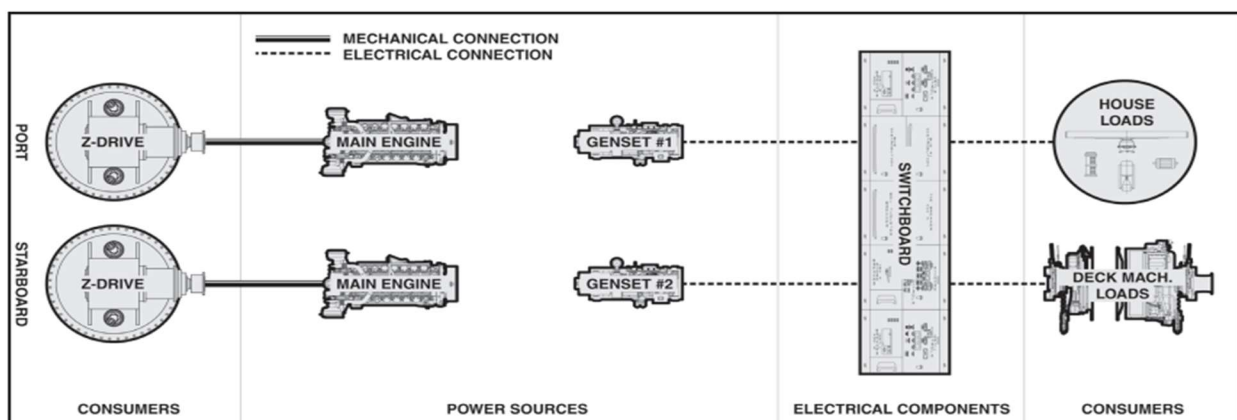 MECHANICAL CONNECTION
ELECTRICAL CONNECTION
PORT
Z-DRIVE
MAIN ENGINE
GENSET #1
SWITCHBOARD
HOUSE
LOADS
STARBOARD
Z-DRIVE
MAIN ENGINE
GENSET #2
DECK MACH.
LOADS
CONSUMERS
POWER SOURCES
ELECTRICAL COMPONENTS
CONSUMERS